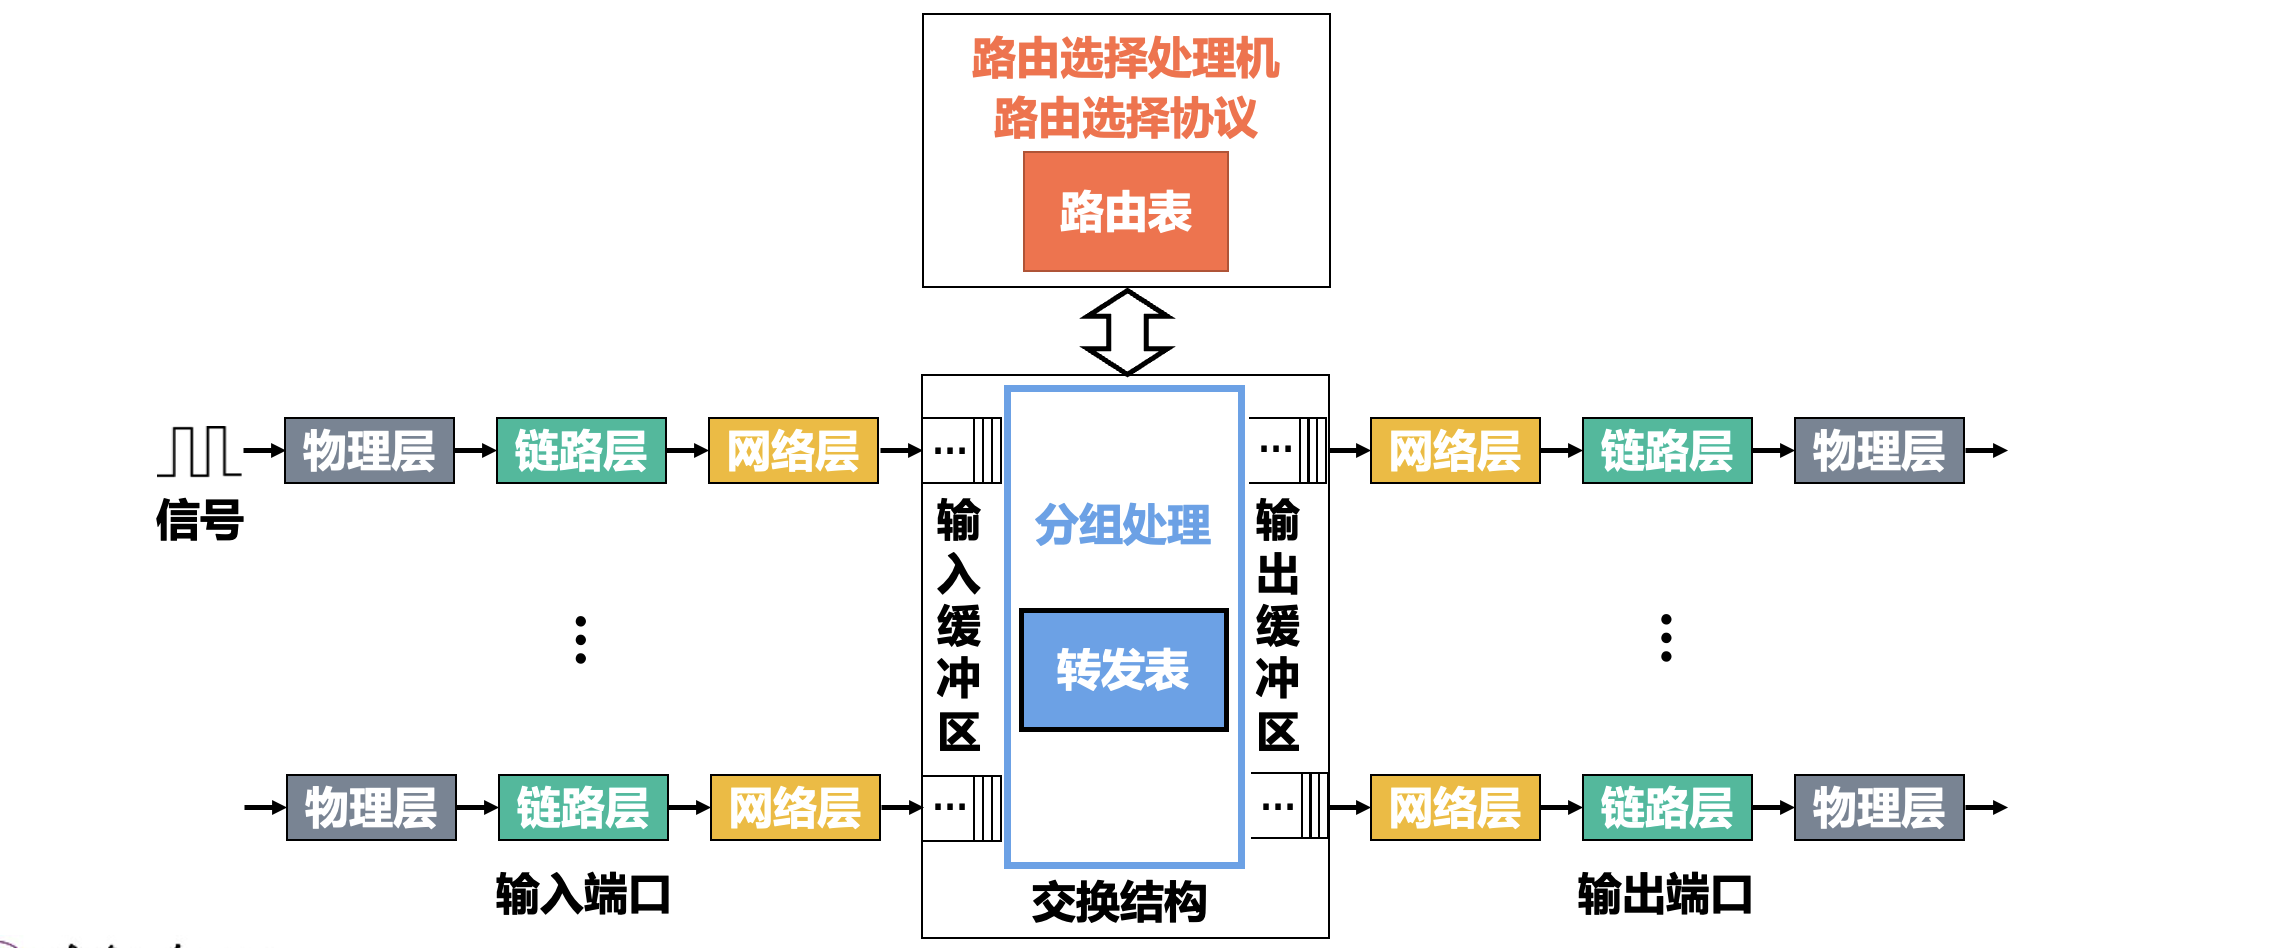 路由选择处理机
路由选择协议
路由表
信号
物理层
链路层
网络层
...
输入缓冲区
分组处理
转发表
...
输出缓冲区
网络层
链路层
物理层
物理层
链路层
网络层
...
...
网络层
链路层
物理层
输入端口
交换结构
输出端口